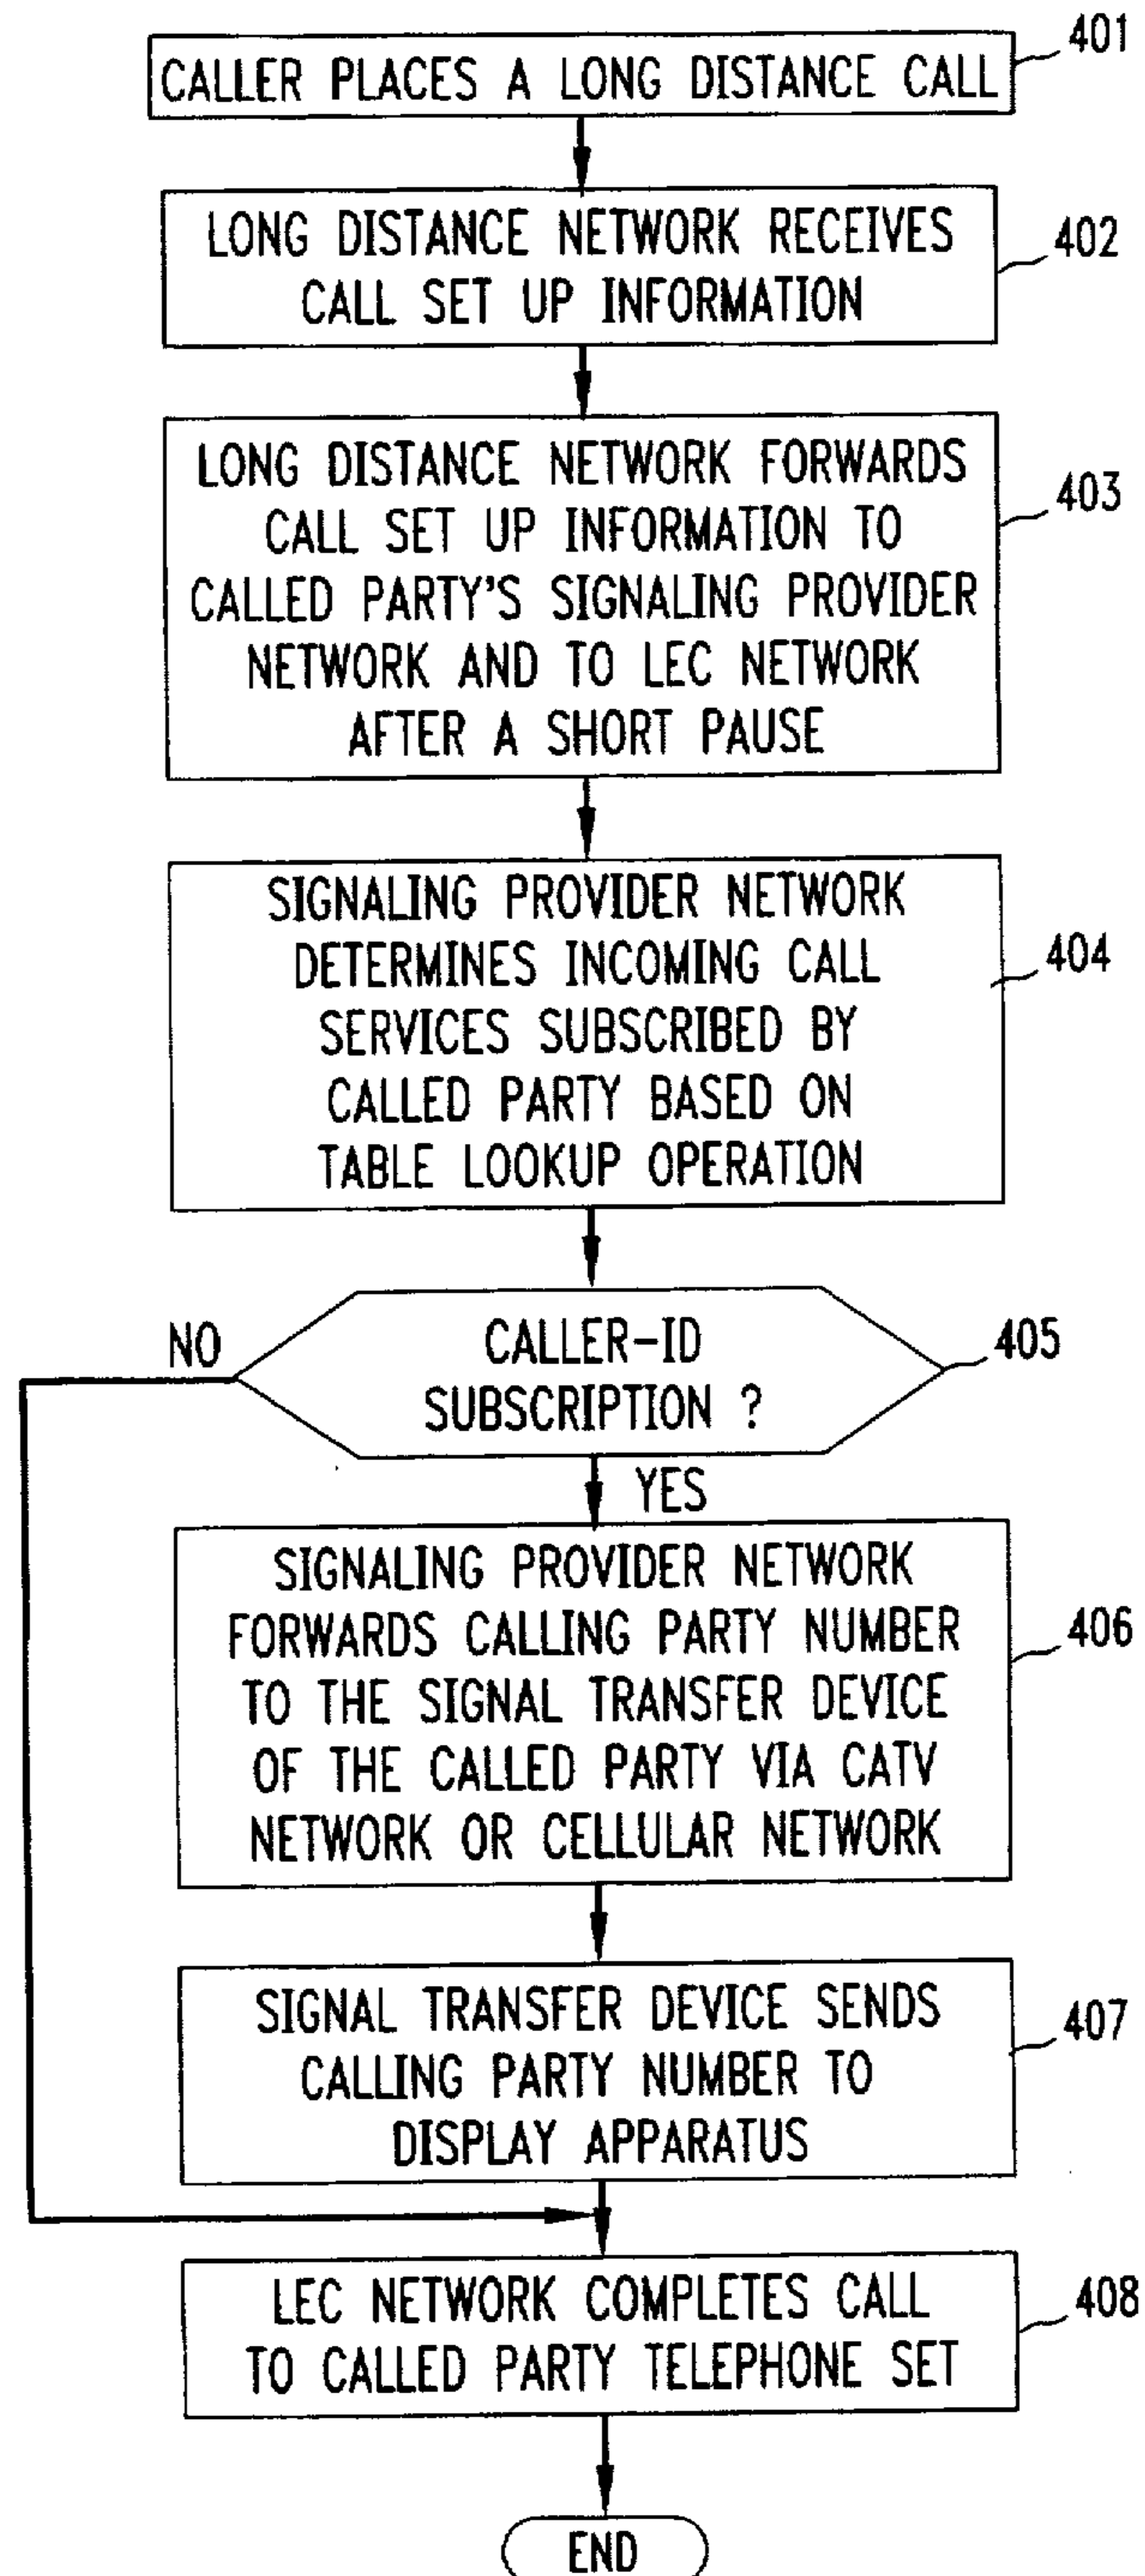 401
CALLER PLACES A LONG DISTANCE CALL
402
LONG DISTANCE NETWORK RECEIVES
CALL SET UP INFORMATION
403
LONG DISTANCE NETWORK FORWARDS
CALL SET UP INFORMATION TO
CALLED PARTY'S SIGNALING PROVIDER
NETWORK AND TO LEC NETWORK
AFTER A SHORT PAUSE
404
SIGNALING PROVIDER NETWORK
DETERMINES INCOMING CALL
SERVICES SUBSCRIBED BY
CALLED PARTY BASED ON
TABLE LOOKUP OPERATION
405
NO
CALLER-ID
SUBSCRIPTION ?
YES
406
SIGNALING PROVIDER NETWORK
FORWARDS CALLING PARTY NUMBER
TO THE SIGNAL TRANSFER DEVICE
OF THE CALLED PARTY VIA CATV
NETWORK OR CELLULAR NETWORK
407
SIGNAL TRANSFER DEVICE SENDS
CALLING PARTY NUMBER TO
DISPLAY APPARATUS
408
LEC NETWORK COMPLETES CALL
TO CALLED PARTY TELEPHONE SET
END